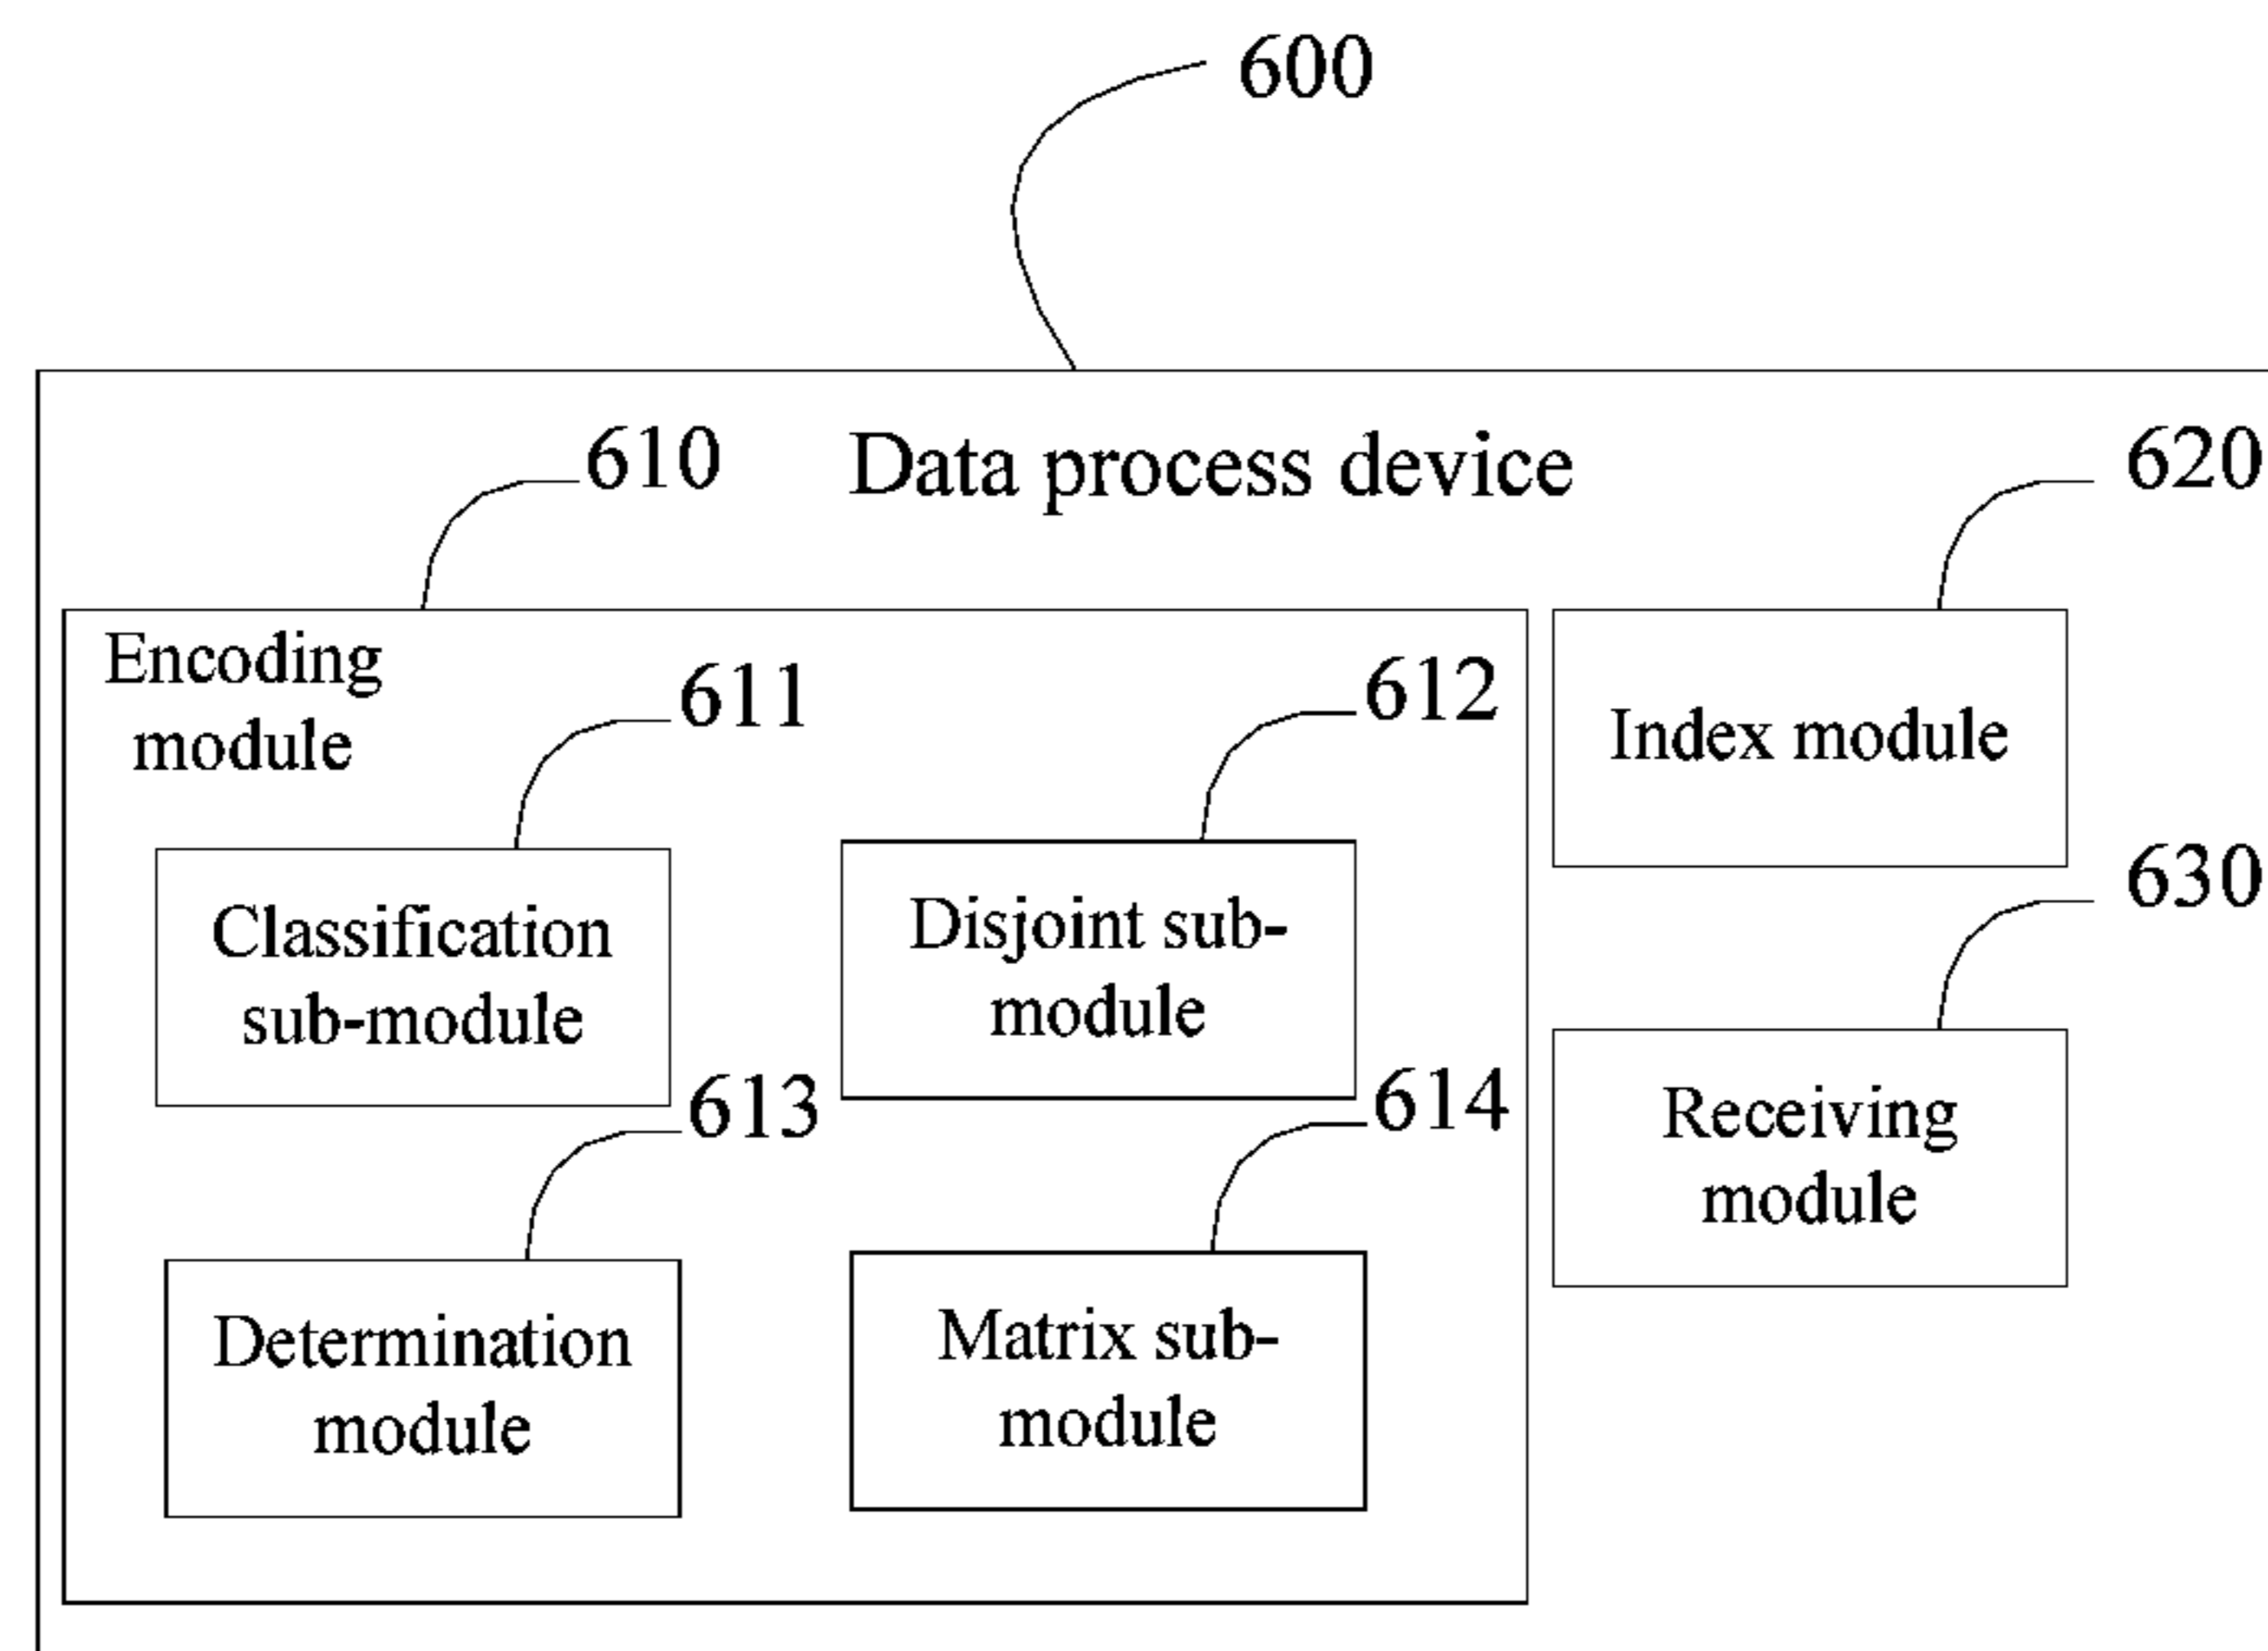 600
610
Data process device
620
Encoding
module
611
612
Index module
Classification
sub-module
Disjoint sub-
module
630
613
614
Receiving
module
Determination
module
Matrix sub-
module